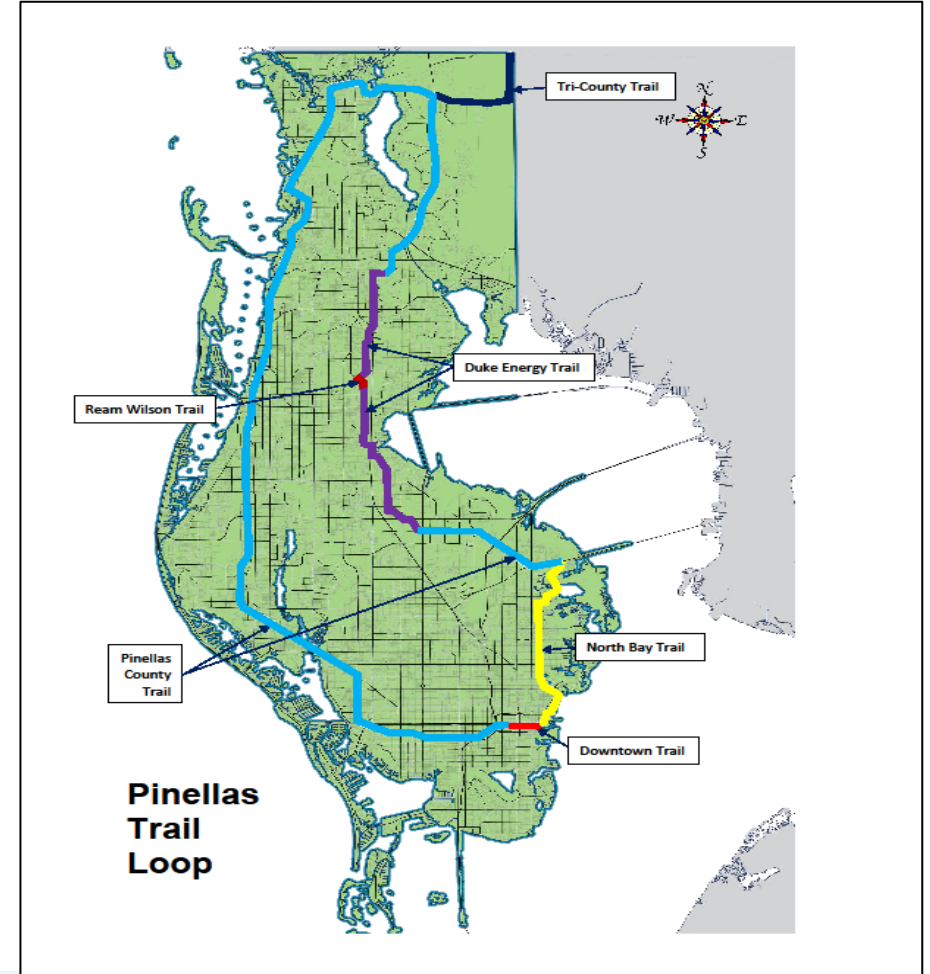 Tri-County Trail
N
W
E
S
Duke Energy Trail
Ream Wilson Trail
North Bay Trail
Pinellas
County
Trail
Downtown Trail
Pinellas
Trail
Loop